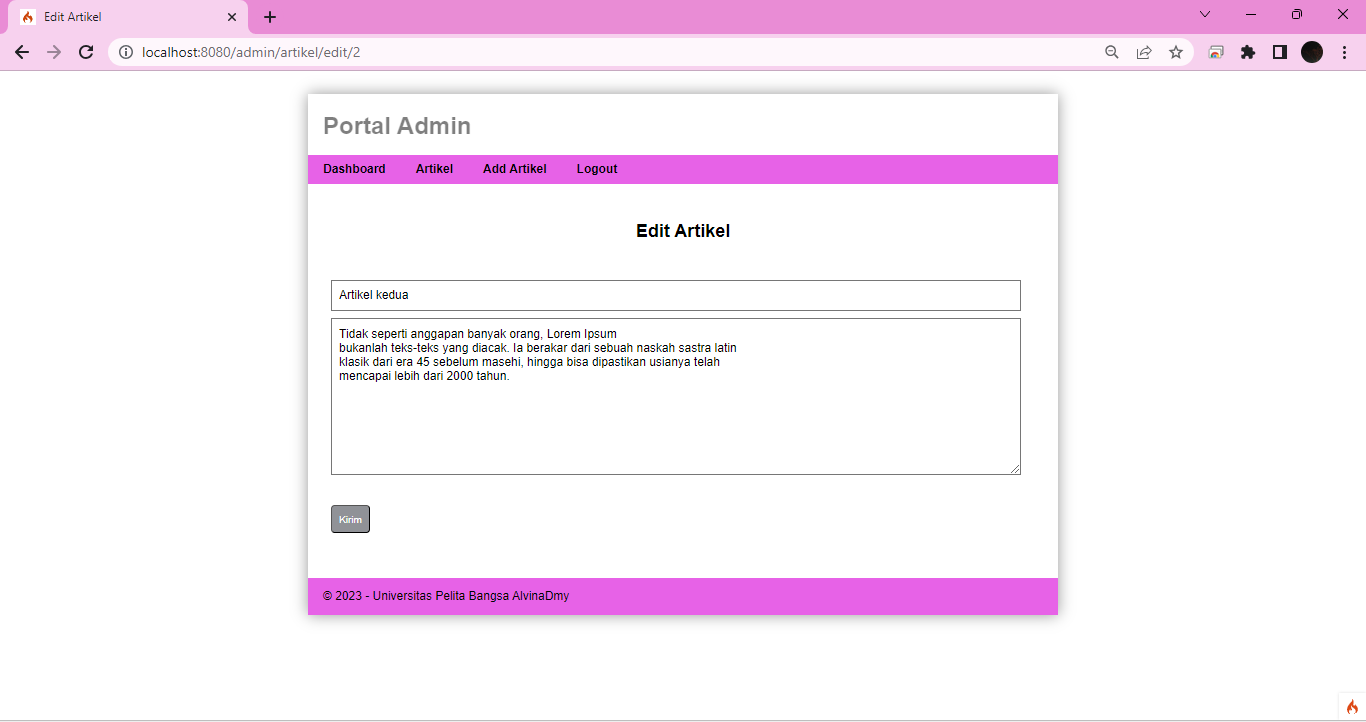 Edit Artikel
localhost:8080/admin/artikel/edit/2
Portal Admin
Dashboard Artikel Add Artikel Logout
Edit Artikel
Artikel kedua
Tidak seperti anggapan banyak orang, Lorem Ipsum
bukanlah teks-teks yang diacak. Ia berakar dari sebuah naskah sastra latin
klasik dari era 45 sebelum masehi, hingga bisa dipastikan usianya telah
mencapai lebih dari 2000 tahun.
Kirim
© 2023 - Universitas Pelita Bangsa AlvinaDmy